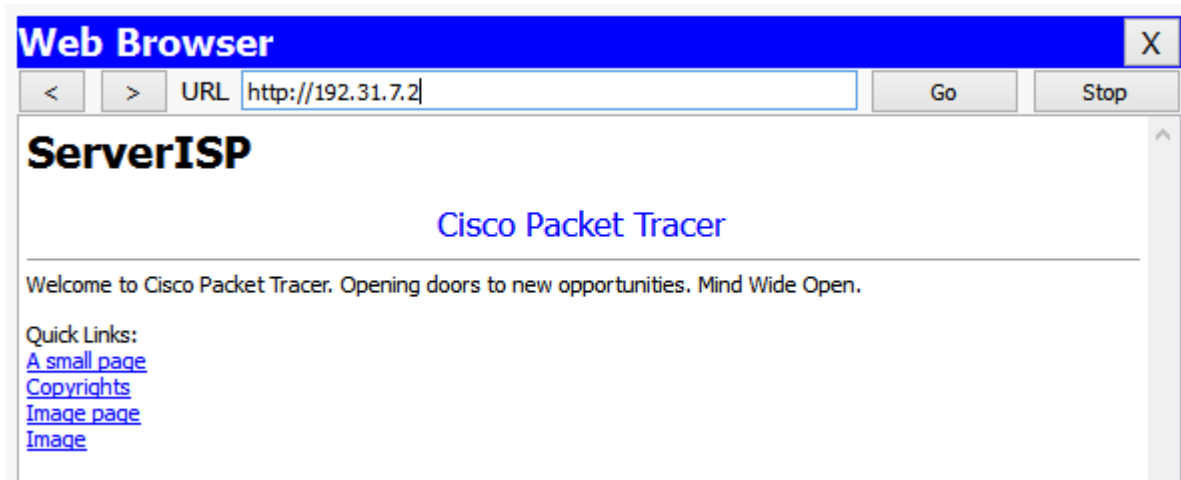 Web Browser X
< > URL http://192.31.7.2 Go Stop
ServerISP
Cisco Packet Tracer
Welcome to Cisco Packet Tracer. Opening doors to new opportunities. Mind Wide Open.
Quick Links:
A small page
Copyrights
Image page
Image